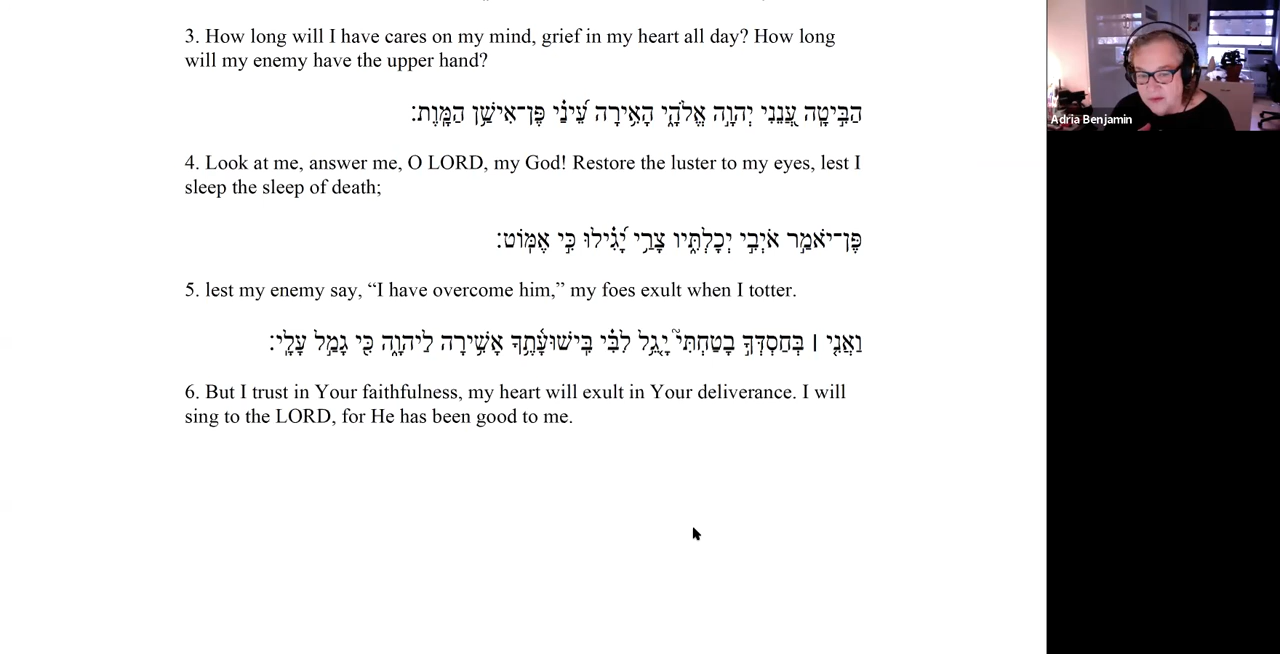 3. How long will I have cares on my mind, grief in my heart all day? How long
will my enemy have the upper hand?
הַבִּ֣יטָֽה עֲ֭נֵנִי יְהוָ֣ה אֱלֹהָ֑י הָאִ֥ירָה עֵ֝ינַ֗י פֶּן־אִישַׁ֥ן הַמָּֽוֶת׃
4. Look at me, answer me, O LORD, my God! Restore the luster to my eyes, lest I
sleep the sleep of death;
פֶּן־יֹאמַ֣ר אֹיְבִ֣י יְכָלְתִּ֑יו צָרַ֥י יָ֝גִ֗ילוּ כִּ֣י אֶמּֽוֹט׃
5. lest my enemy say, “I have overcome him,” my foes exult when I totter.
וַאֲנִ֤י ׀ בְּחַסְדְּךָ֣ בָטַחְתִּי֮ יָ֤גֵ֥ל לִבִּ֗י בִּֽישׁוּעָ֫תֶ֥ךָ אָשִׁ֥ירָה לַיהוָ֑ה כִּ֖י גָמַ֣ל עָלָֽי׃
6. But I trust in Your faithfulness, my heart will exult in Your deliverance. I will
sing to the LORD, for He has been good to me.
Adria Benjamin